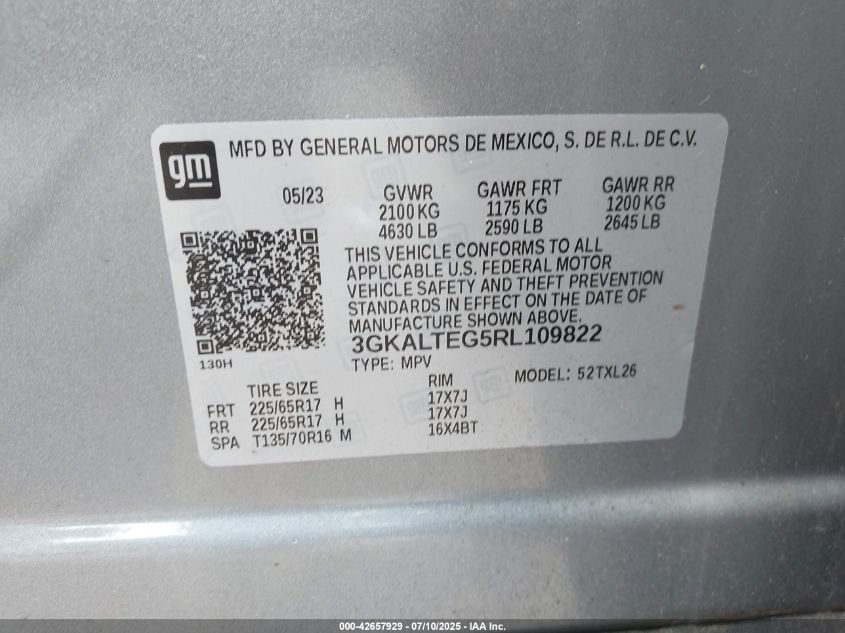 gm
MFD BY GENERAL MOTORS DE MEXICO, S. DE R.L. DE C.V.
05/23
GVWR
2100 KG
4630 LB
GAWR FRT
1175 KG
2590 LB
GAWR RR
1200 KG
2645 LB
THIS VEHICLE CONFORMS TO ALL
APPLICABLE U.S. FEDERAL MOTOR
VEHICLE SAFETY AND THEFT PREVENTION
STANDARDS IN EFFECT ON THE DATE OF
MANUFACTURE SHOWN ABOVE.
3GKALTEG5RL109822
130H
TYPE: MPV
MODEL: 52TXL26
TIRE SIZE RIM
FRT 225/65R17 H 17X7J
RR 225/65R17 H 17X7J
SPA T135/70R16 M 16X4BT
000-42657929 - 07/10/2025 - IAA Inc.